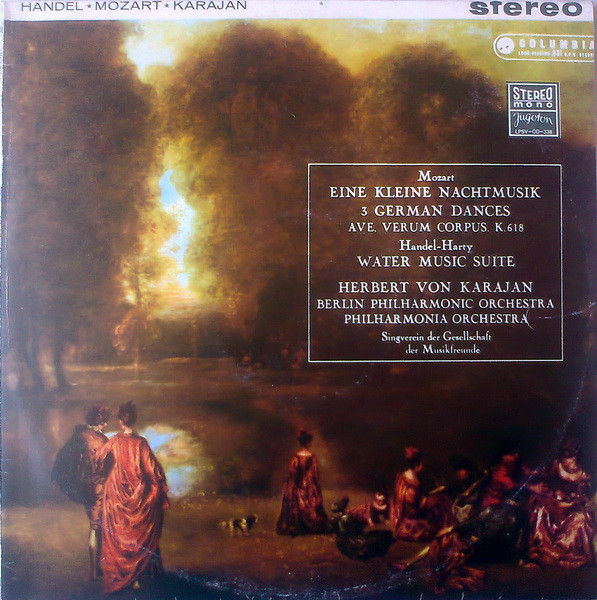 HANDEL ★ MOZART ★ KARAJAN
stereo
COLUMBIA
STEREO
mono
Jugoton
LPSV-CO-338
Mozart
EINE KLEINE NACHTMUSIK
3 GERMAN DANCES
AVE, VERUM CORPUS, K.618
Handel-Harty
WATER MUSIC SUITE
HERBERT VON KARAJAN
BERLIN PHILHARMONIC ORCHESTRA
PHILHARMONIA ORCHESTRA
Singverein der Gesellschaft
der Musikfreunde